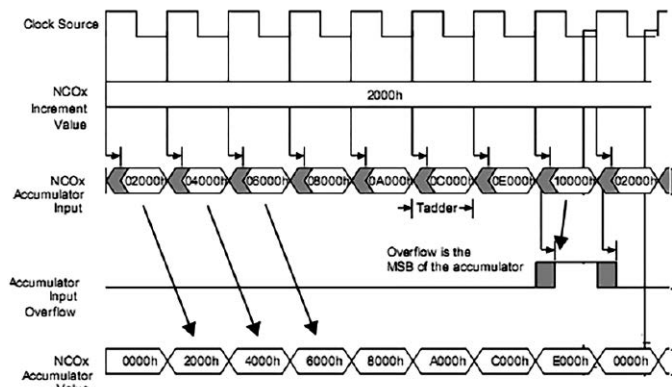 Clock Source
NCOx
Increment
Value
2000h
NCOx
Accumulator
Input
02000h 04000h 06000h 08000h 0A000h 0C000h 0E000h 10000h 02000h
Tadder
Overflow is the
MSB of the accumulator
Accumulator
Input
Overflow
NCOx
Accumulator
Value
0000h 2000h 4000h 6000h 8000h A000h C000h E000h 0000h